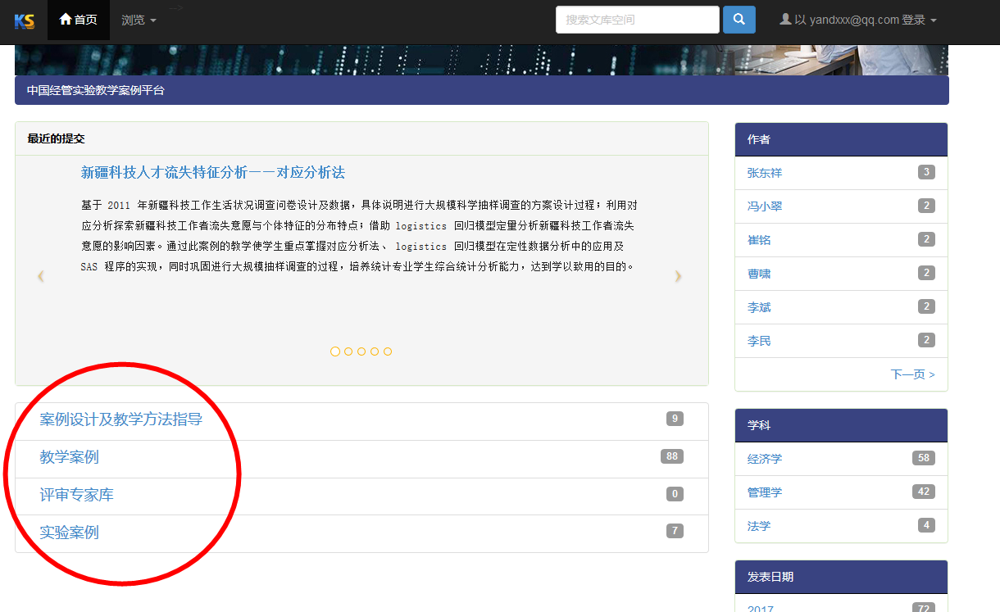 KS 首页 浏览 --> 搜索文库空间 以 yandxxx@qq.com 登录
中国经管实验教学案例平台
最近的提交
新疆科技人才流失特征分析——对应分析法
基于 2011 年新疆科技工作生活状况调查问卷设计及数据，具体说明进行大规模科学抽样调查的方案设计过程；利用对
应分析探索新疆科技工作者流失意愿与个体特征的分布特点；借助 logistics 回归模型定量分析新疆科技工作者流失
意愿的影响因素。通过此案例的教学使学生重点掌握对应分析法、 logistics 回归模型在定性数据分析中的应用及
SAS 程序的实现，同时巩固进行大规模抽样调查的过程，培养统计专业学生综合统计分析能力，达到学以致用的目的。
案例设计及教学方法指导 9
教学案例 88
评审专家库 0
实验案例 7
作者
张东祥 3
冯小翠 2
崔铭 2
曹啸 2
李斌 2
李民 2
下一页 >
学科
经济学 58
管理学 42
法学 4
发表日期
2017 72